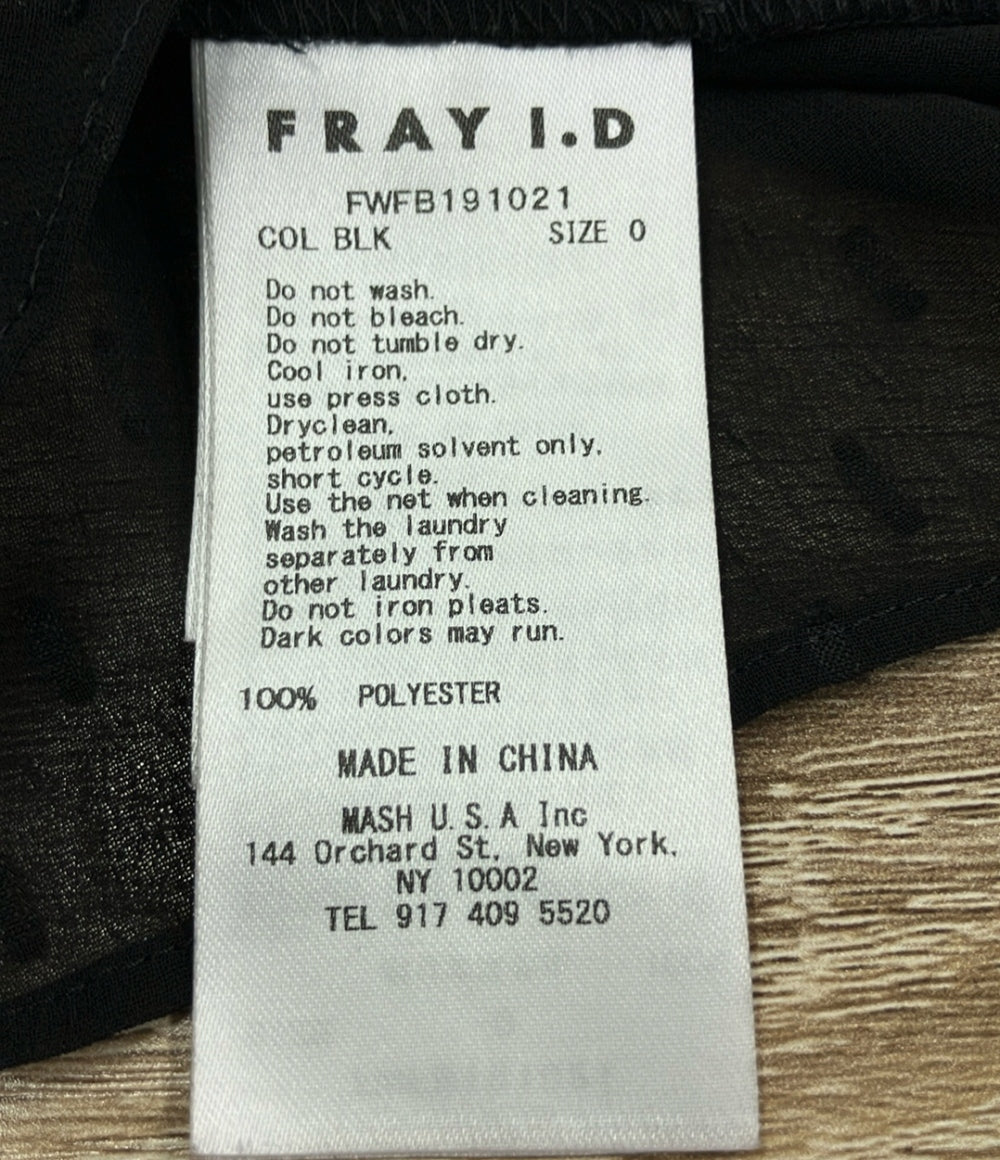 FRAY I.D
FWFB191021
COL BLK SIZE 0
Do not wash.
Do not bleach.
Do not tumble dry.
Cool iron,
use press cloth.
Dryclean,
petroleum solvent only,
short cycle.
Use the net when cleaning.
Wash the laundry
separately from
other laundry.
Do not iron pleats.
Dark colors may run.
100% POLYESTER
MADE IN CHINA
MASH U.S.A Inc
144 Orchard St, New York,
NY 10002
TEL 917 409 5520